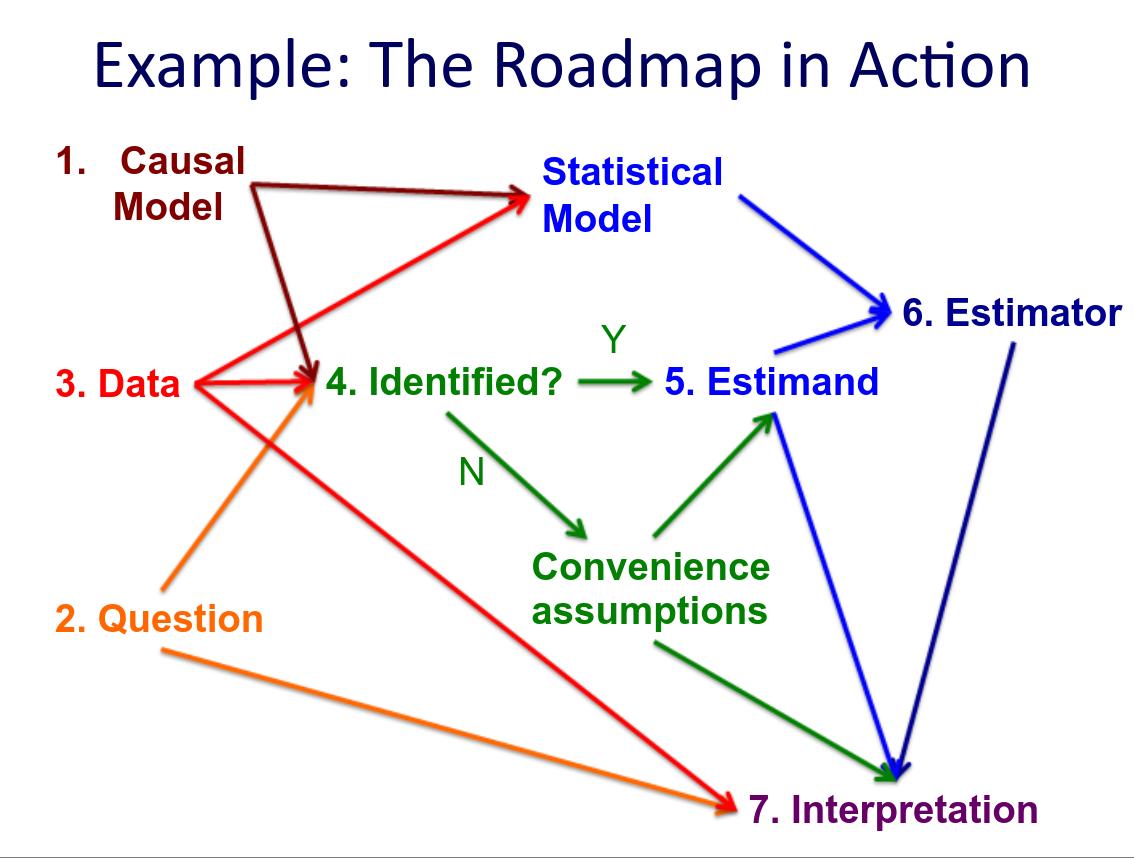 Example: The Roadmap in Action
1. Causal
Model
Statistical
Model
6. Estimator
Y
3. Data
4. Identified?
5. Estimand
N
Convenience
assumptions
2. Question
7. Interpretation